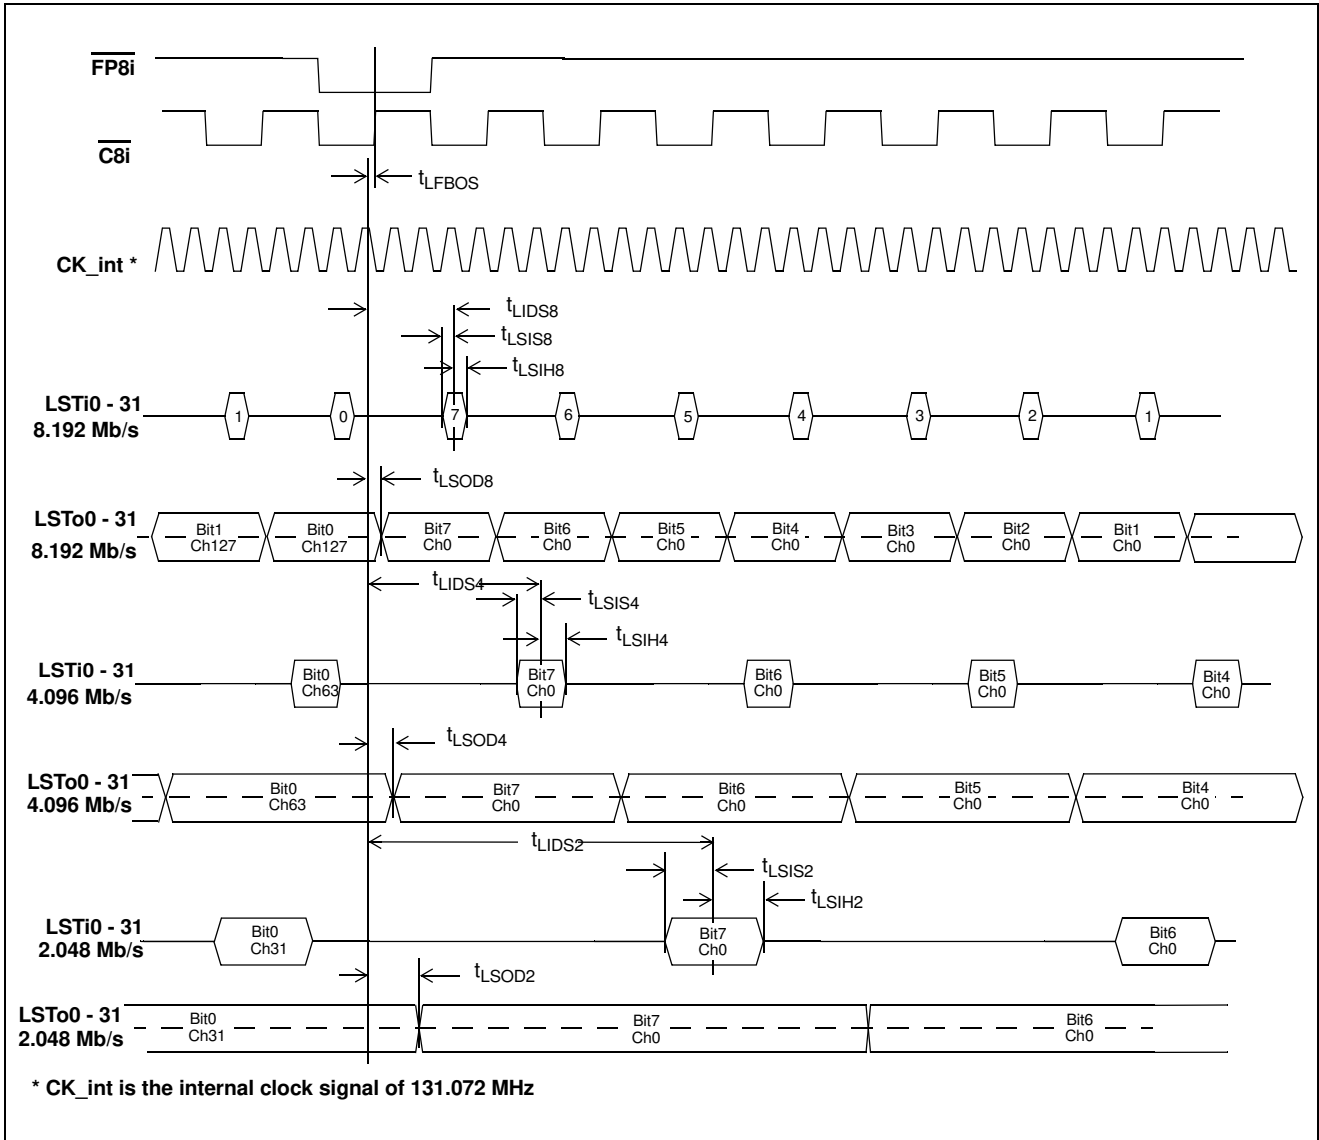 FP8i
C8i
tLFBOS
CK_int *
tLIDS8
tLSIS8
tLSIH8
LSTi0 - 31
8.192 Mb/s
1 0 7 6 5 4 3 2 1
tLSOD8
LSTo0 - 31
8.192 Mb/s
Bit1 Bit0 Bit7 Bit6 Bit5 Bit4 Bit3 Bit2 Bit1
Ch127 Ch127 Ch0 Ch0 Ch0 Ch0 Ch0 Ch0 Ch0
tLIDS4
tLSIS4
tLSIH4
LSTi0 - 31
4.096 Mb/s
Bit0 Bit7 Bit6 Bit5 Bit4
Ch63 Ch0 Ch0 Ch0 Ch0
tLSOD4
LSTo0 - 31
4.096 Mb/s
Bit0 Bit7 Bit6 Bit5 Bit4
Ch63 Ch0 Ch0 Ch0 Ch0
tLIDS2
tLSIS2
tLSIH2
LSTi0 - 31
2.048 Mb/s
Bit0 Bit7 Bit6
Ch31 Ch0 Ch0
tLSOD2
LSTo0 - 31
2.048 Mb/s
Bit0 Bit7 Bit6
Ch31 Ch0 Ch0
* CK_int is the internal clock signal of 131.072 MHz